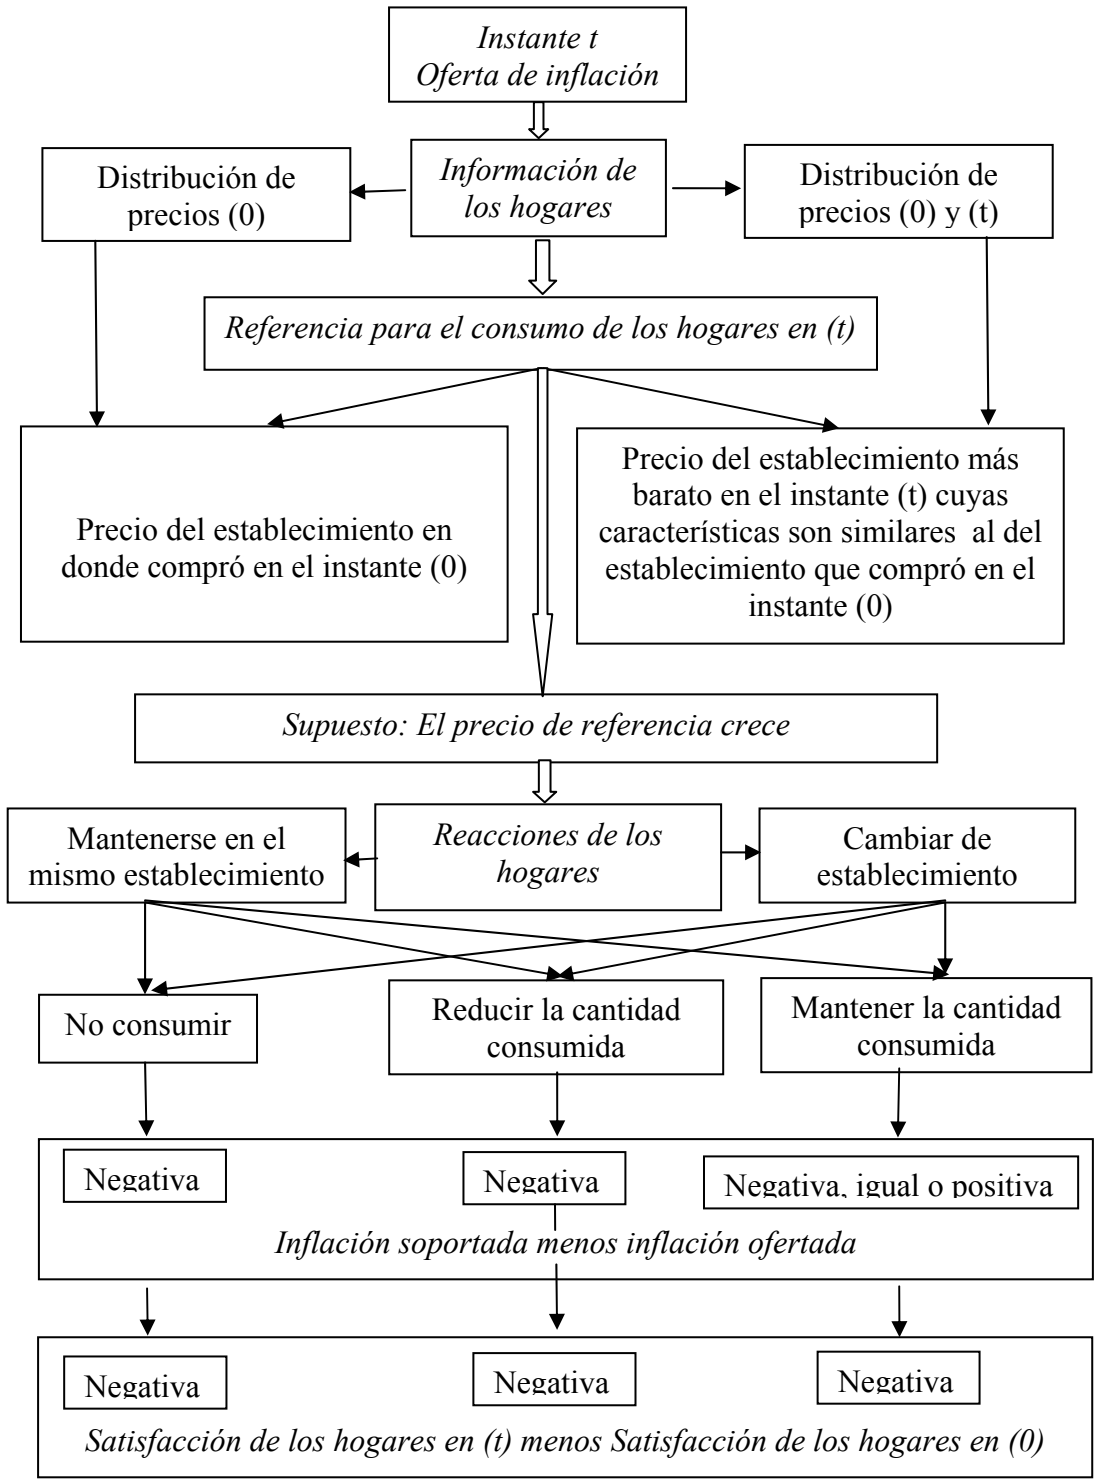 Instante t
Oferta de inflación
Distribución de
precios (0)
Información de
los hogares
Distribución de
precios (0) y (t)
Referencia para el consumo de los hogares en (t)
Precio del establecimiento en
donde compró en el instante (0)
Precio del establecimiento más
barato en el instante (t) cuyas
características son similares al del
establecimiento que compró en el
instante (0)
Supuesto: El precio de referencia crece
Mantenerse en el
mismo establecimiento
Reacciones de los
hogares
Cambiar de
establecimiento
No consumir
Reducir la cantidad
consumida
Mantener la cantidad
consumida
Negativa
Negativa
Negativa, igual o positiva
Inflación soportada menos inflación ofertada
Negativa
Negativa
Negativa
Satisfacción de los hogares en (t) menos Satisfacción de los hogares en (0)